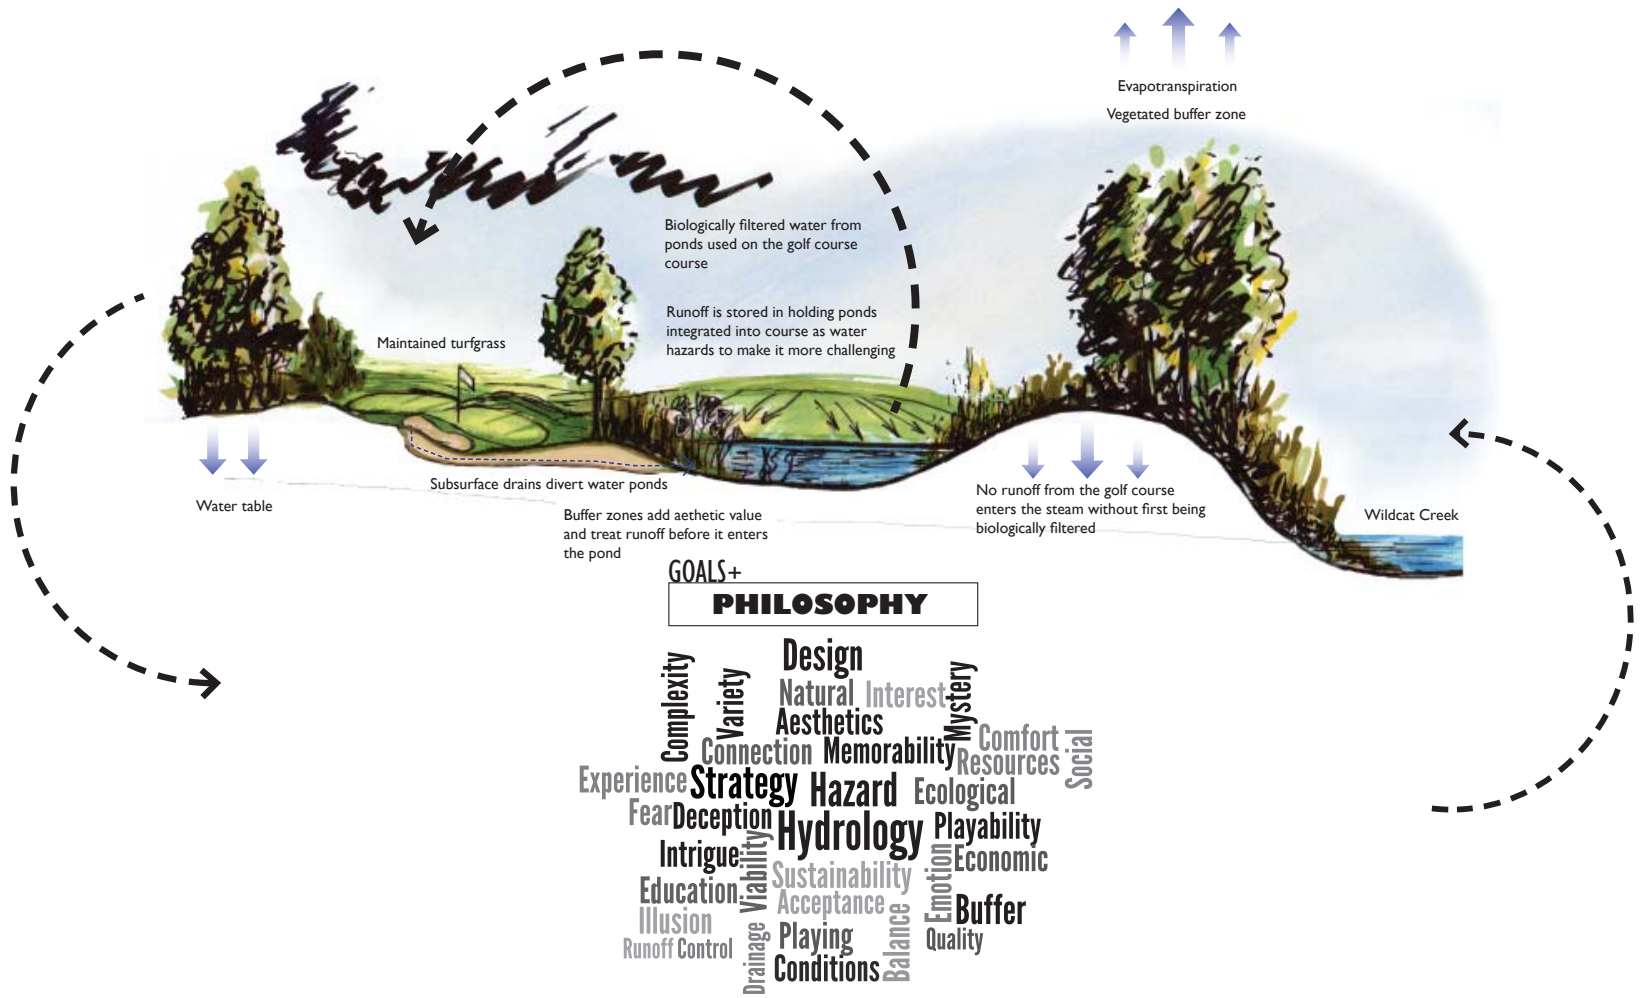 Evapotranspiration
Vegetated buffer zone
Biologically filtered water from
ponds used on the golf course
course
Runoff is stored in holding ponds
integrated into course as water
hazards to make it more challenging
Maintained turfgrass
Subsurface drains divert water ponds
Water table
Buffer zones add aethetic value
and treat runoff before it enters
the pond
No runoff from the golf course
enters the steam without first being
biologically filtered
Wildcat Creek
GOALS+
PHILOSOPHY
Design
Complexity
Variety
Natural
Interest
Mystery
Aesthetics
Connection
Memorability
Comfort
Resources
Social
Experience
Strategy
Hazard
Ecological
Fear
Deception
Hydrology
Playability
Intrigue
Viability
Emotion
Economic
Sustainability
Education
Acceptance
Balance
Buffer
Illusion
Runoff Control
Drainage
Playing
Conditions
Quality